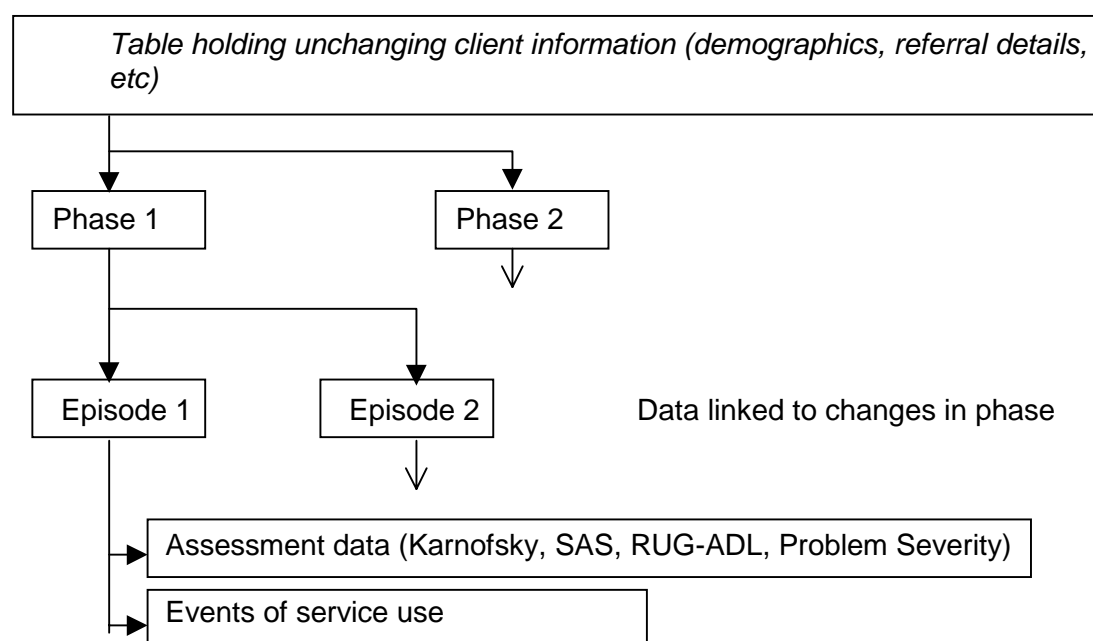 Table holding unchanging client information (demographics, referral details,
etc)
Phase 1
Phase 2
Episode 1
Episode 2
Data linked to changes in phase
Assessment data (Karnofsky, SAS, RUG-ADL, Problem Severity)
Events of service use